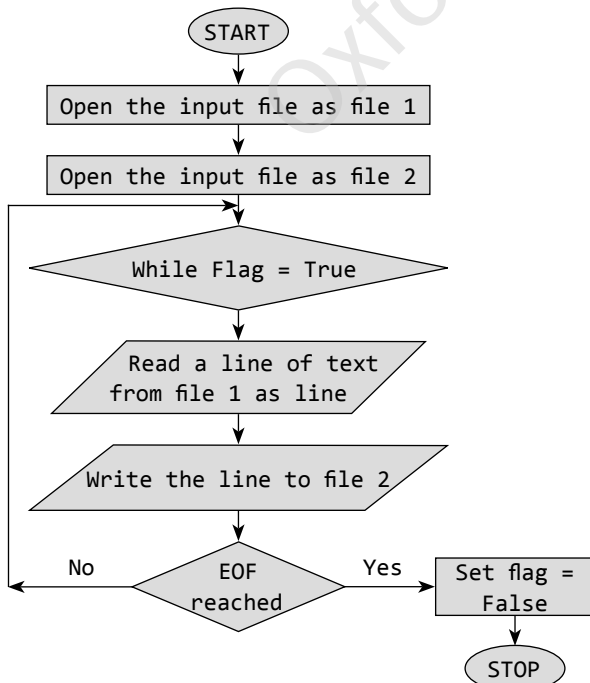 START
Open the input file as file 1
Open the input file as file 2
While Flag = True
Read a line of text
from file 1 as line
Write the line to file 2
No
EOF
reached
Yes
Set flag =
False
STOP